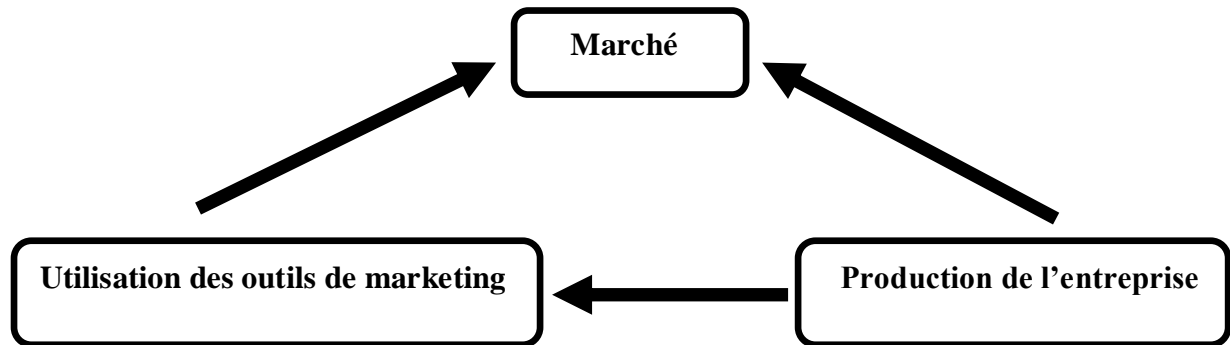 Marché
Utilisation des outils de marketing
Production de l’entreprise